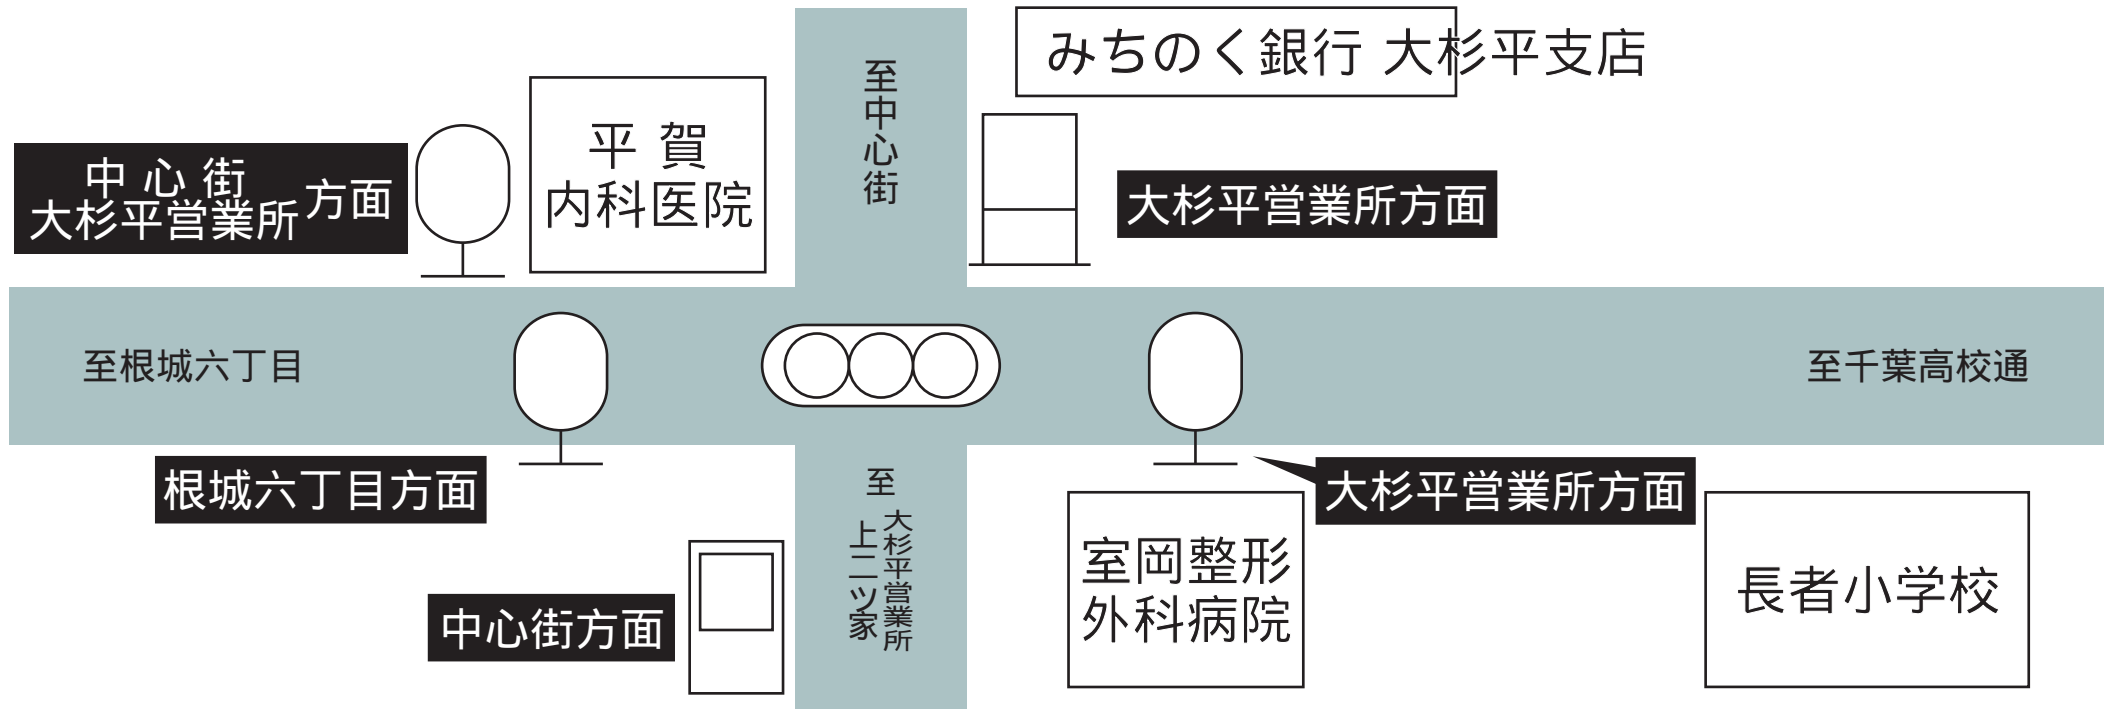 みちのく銀行 大杉平支店
至中心街
平 賀
内科医院
中 心 街
大杉平営業所
方面
大杉平営業所方面
至根城六丁目
至千葉高校通
根城六丁目方面
大杉平営業所方面
至
大杉平営業所
上二ツ家
室岡整形
外科病院
長者小学校
中心街方面